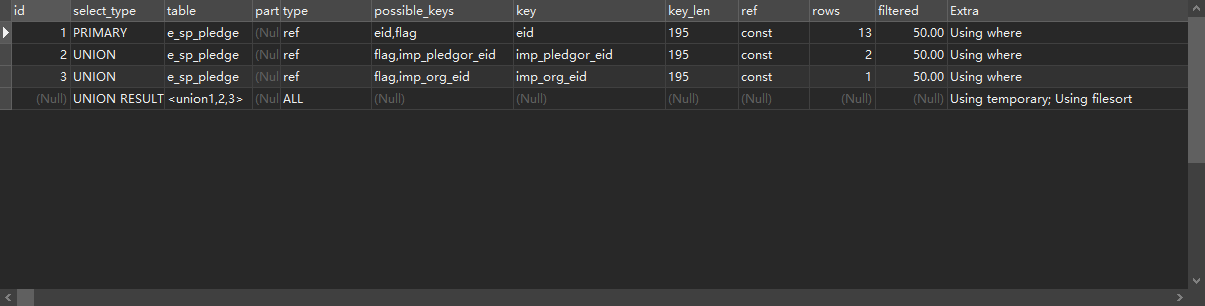 id select_type table part type possible_keys key key_len ref rows filtered Extra
1 PRIMARY e_sp_pledge (Nul ref eid,flag eid 195 const 13 50.00 Using where
2 UNION e_sp_pledge (Nul ref flag,imp_pledgor_eid imp_pledgor_eid 195 const 2 50.00 Using where
3 UNION e_sp_pledge (Nul ref flag,imp_org_eid imp_org_eid 195 const 1 50.00 Using where
(Null) UNION RESULT <union1,2,3> (Nul ALL (Null) (Null) (Null) (Null) (Null) (Null) Using temporary; Using filesort